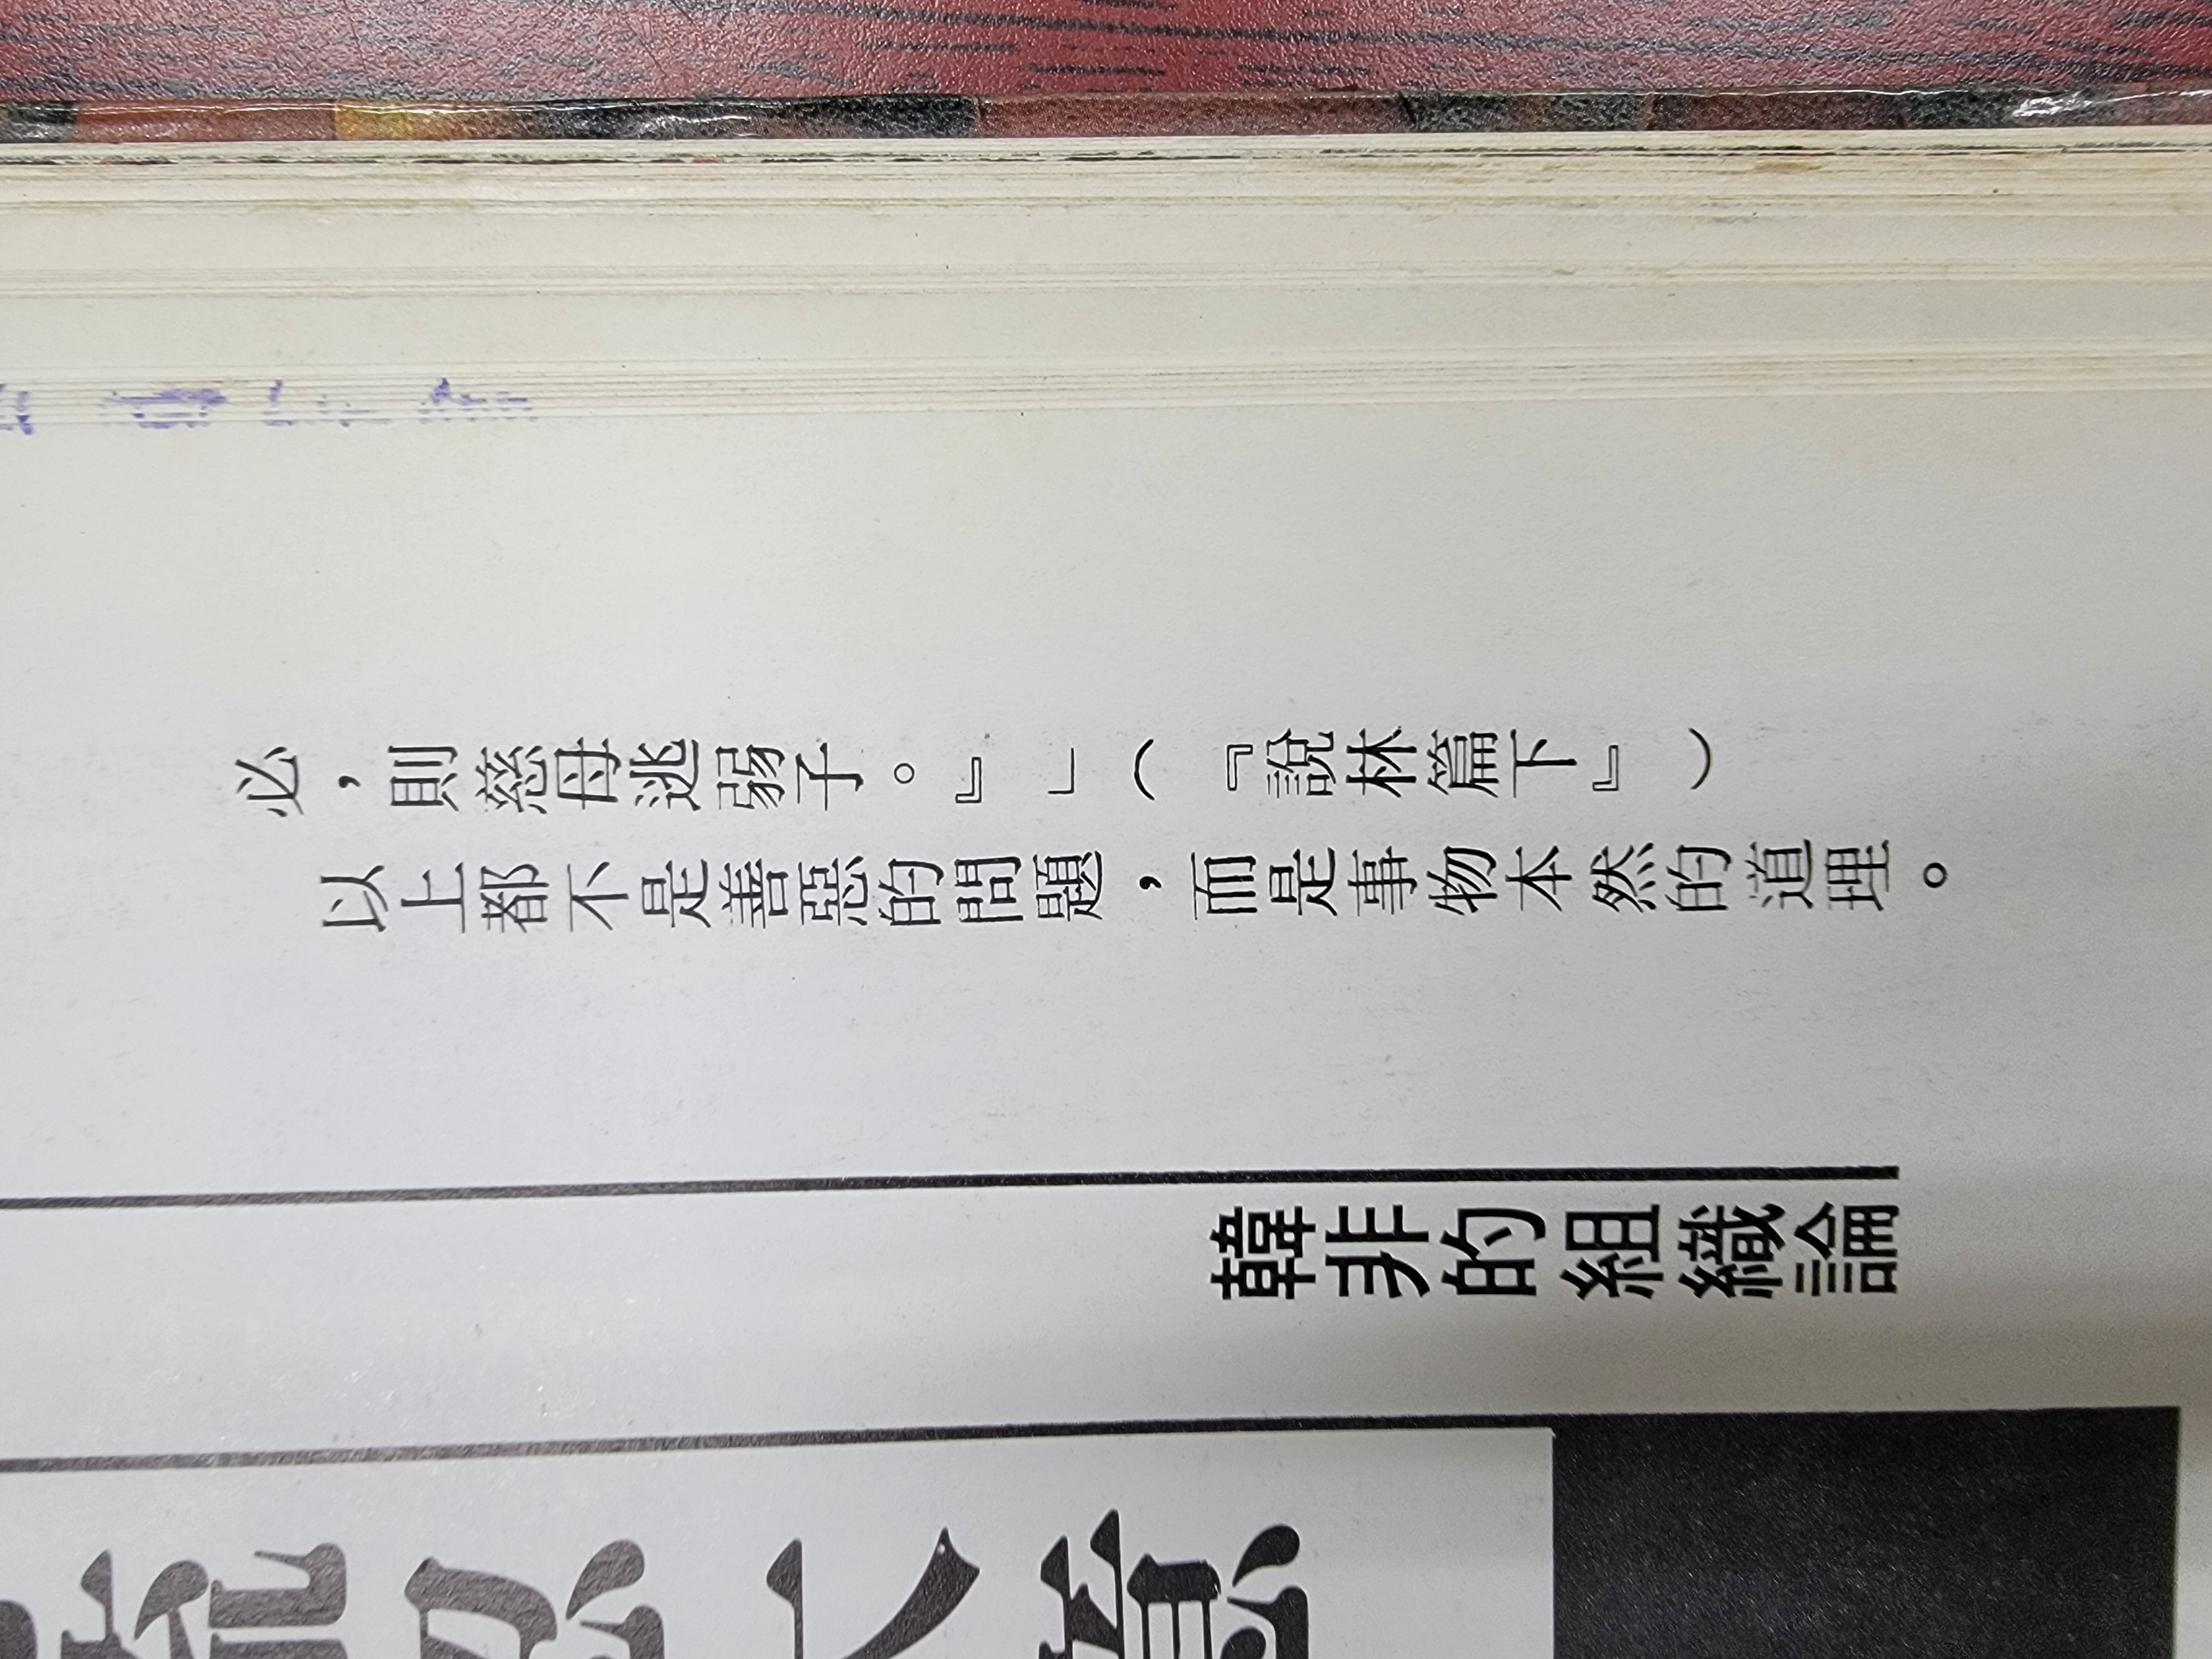 必，則慈母逃弱子。』」（『說林篇下』）
以上都不是善惡的問題，而是事物本然的道理。
韓非的組織論
大意